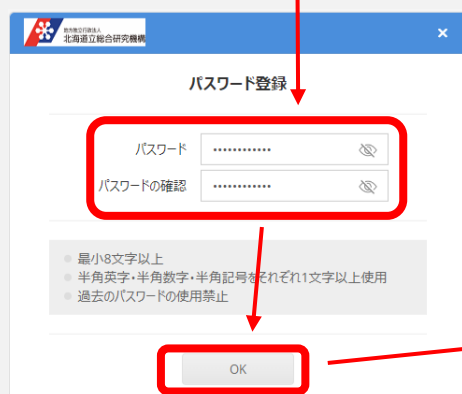 地方独立行政法人
北海道立総合研究機構
×
パスワード登録
パスワード ••••••••••••
パスワードの確認 ••••••••••••
最小8文字以上
半角英字・半角数字・半角記号をそれぞれ1文字以上使用
過去のパスワードの使用禁止
OK